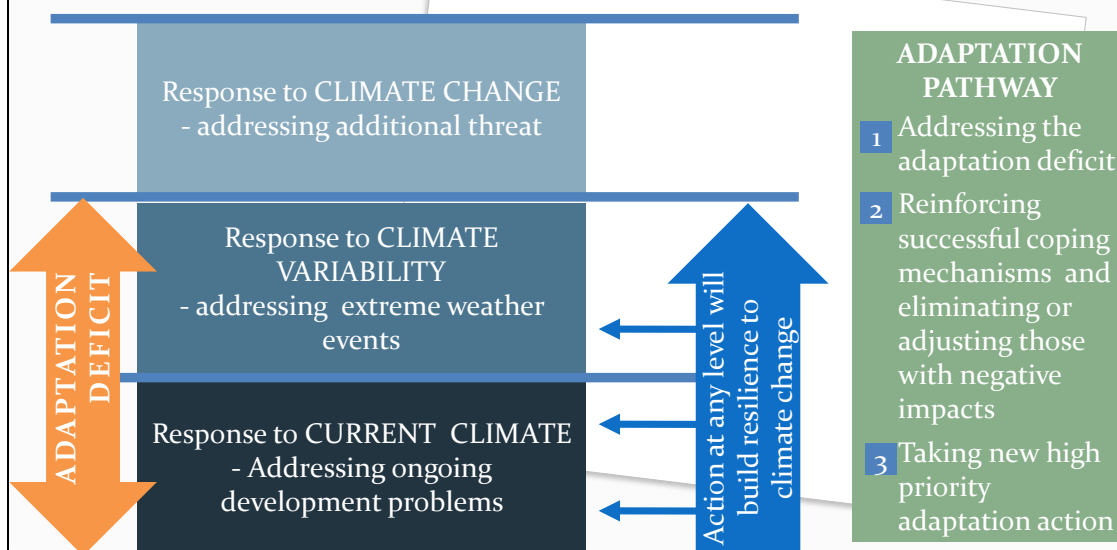 Response to CLIMATE CHANGE
- addressing additional threat
Response to CLIMATE
VARIABILITY
- addressing extreme weather
events
Response to CURRENT CLIMATE
- Addressing ongoing
development problems
ADAPTATION
DEFICIT
Action at any level will
build resilience to
climate change
ADAPTATION
PATHWAY
1 Addressing the
adaptation deficit
2 Reinforcing
successful coping
mechanisms and
eliminating or
adjusting those
with negative
impacts
3 Taking new high
priority
adaptation action